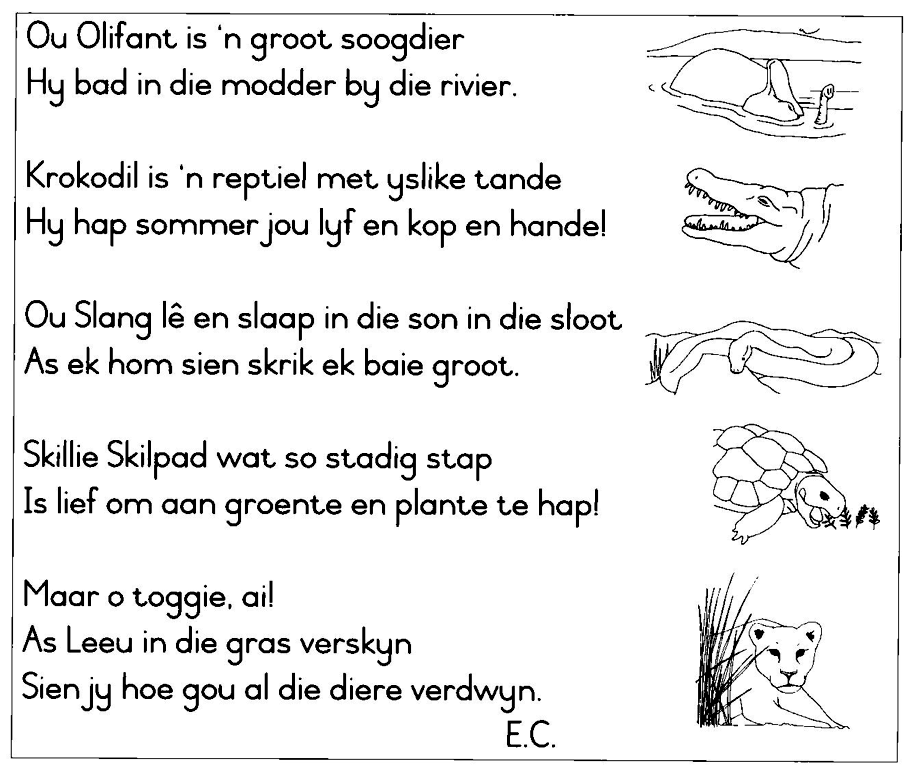 Ou Olifant is 'n groot soogdier
Hy bad in die modder by die rivier.
Krokodil is 'n reptiel met yslike tande
Hy hap sommer jou lyf en kop en hande!
Ou Slang lê en slaap in die son in die sloot
As ek hom sien skrik ek baie groot.
Skillie Skilpad wat so stadig stap
Is lief om aan groente en plante te hap!
Maar o toggie, ai!
As Leeu in die gras verskyn
Sien jy hoe gou al die diere verdwyn.
E.C.